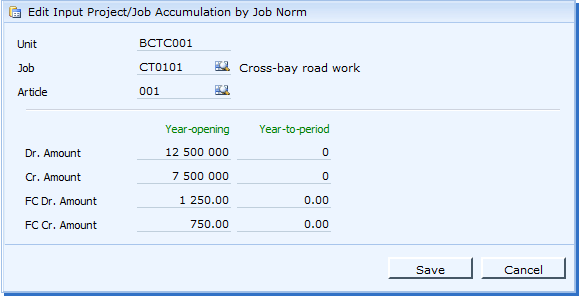 Edit Input Project/Job Accumulation by Job Norm
Unit BCTC001
Job CT0101 Cross-bay road work
Article 001
Year-opening Year-to-period
Dr. Amount 12 500 000 0
Cr. Amount 7 500 000 0
FC Dr. Amount 1 250.00 0.00
FC Cr. Amount 750.00 0.00
Save Cancel